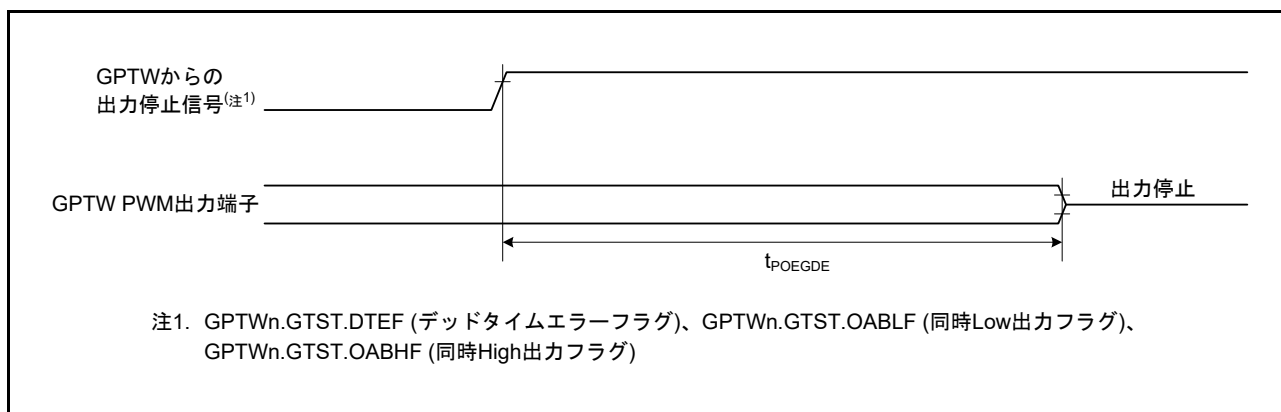 GPTWからの
出力停止信号(注1)
GPTW PWM出力端子
出力停止
tPOEGDE
注1. GPTWn.GTST.DTEF (デッドタイムエラーフラグ)、GPTWn.GTST.OABLF (同時Low出力フラグ)、
GPTWn.GTST.OABHF (同時High出力フラグ)